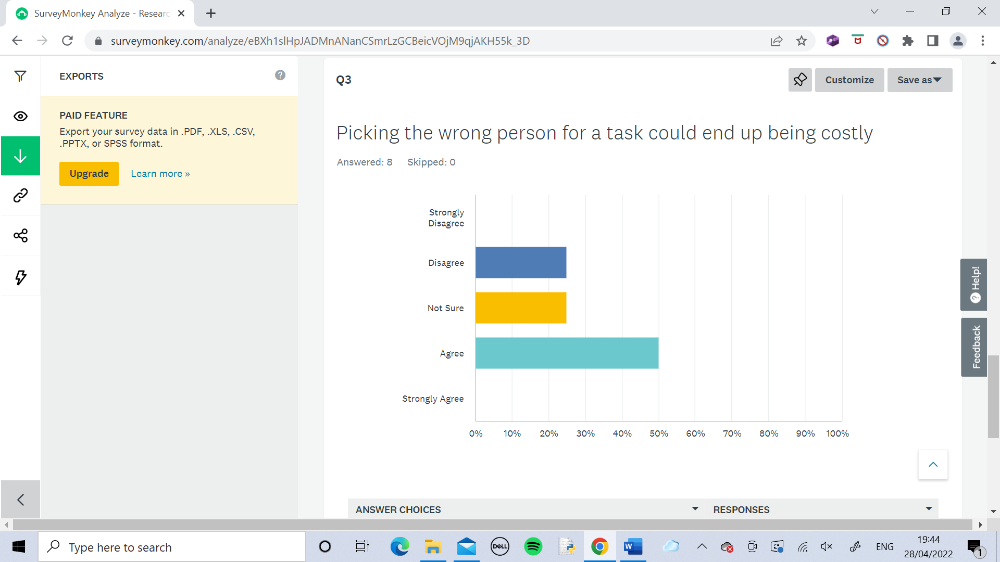 SurveyMonkey Analyze - Researc
surveymonkey.com/analyze/eBXh1slHpJADMnANanCSmrLzGCBeicVOjM9qjAKH55k_3D
EXPORTS
?
PAID FEATURE
Export your survey data in .PDF, .XLS, .CSV,
.PPTX, or SPSS format.
Upgrade
Learn more »
Q3
Customize
Save as
Picking the wrong person for a task could end up being costly
Answered: 8 Skipped: 0
Strongly
Disagree
Disagree
Not Sure
Agree
Strongly Agree
0% 10% 20% 30% 40% 50% 60% 70% 80% 90% 100%
? Help!
Feedback
ANSWER CHOICES
RESPONSES
Type here to search
DELL
W
ENG
19:44
28/04/2022
1